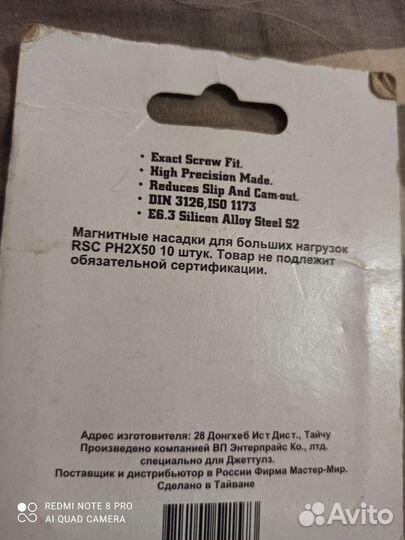 • Exact Screw Fit.
• High Precision Made.
• Reduces Slip And Cam-out.
• DIN 3126,ISO 1173
• E6.3 Silicon Alloy Steel S2
Магнитные насадки для больших нагрузок
RSC PH2X50 10 штук. Товар не подлежит
обязательной сертификации.
Адрес изготовителя: 28 Донгхеб Ист Дист., Тайчу
Произведено компанией ВП Энтерпрайс Ко., лтд.
специально для Джеттулз.
Поставщик и дистрибьютор в России Фирма Мастер-Мир.
Сделано в Тайване
REDMI NOTE 8 PRO
AI QUAD CAMERA
Avito